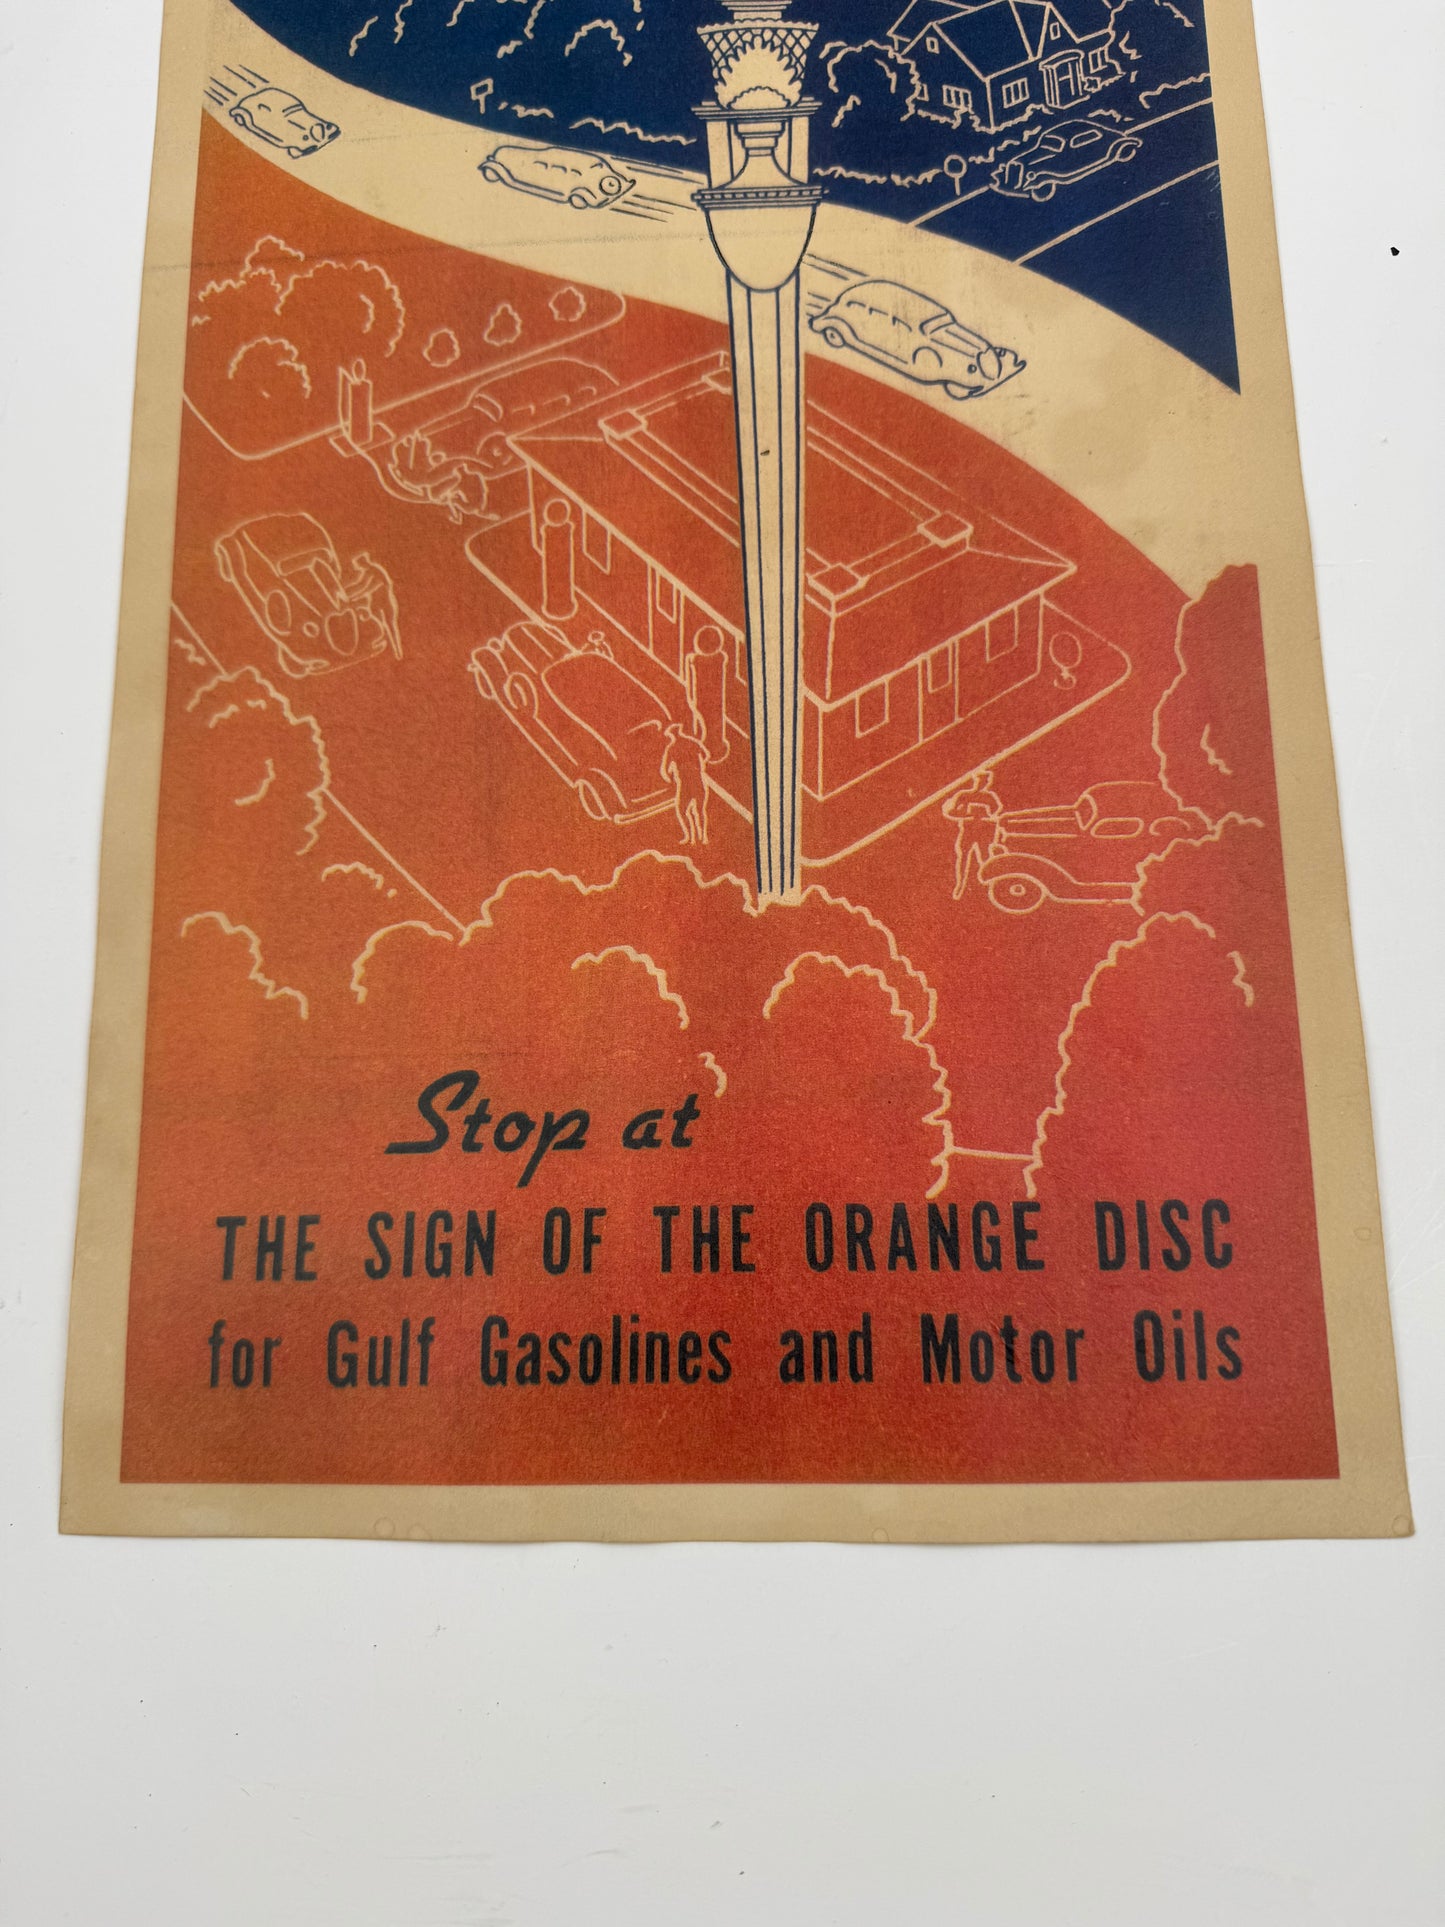 Stop at
THE SIGN OF THE ORANGE DISC
for Gulf Gasolines and Motor Oils